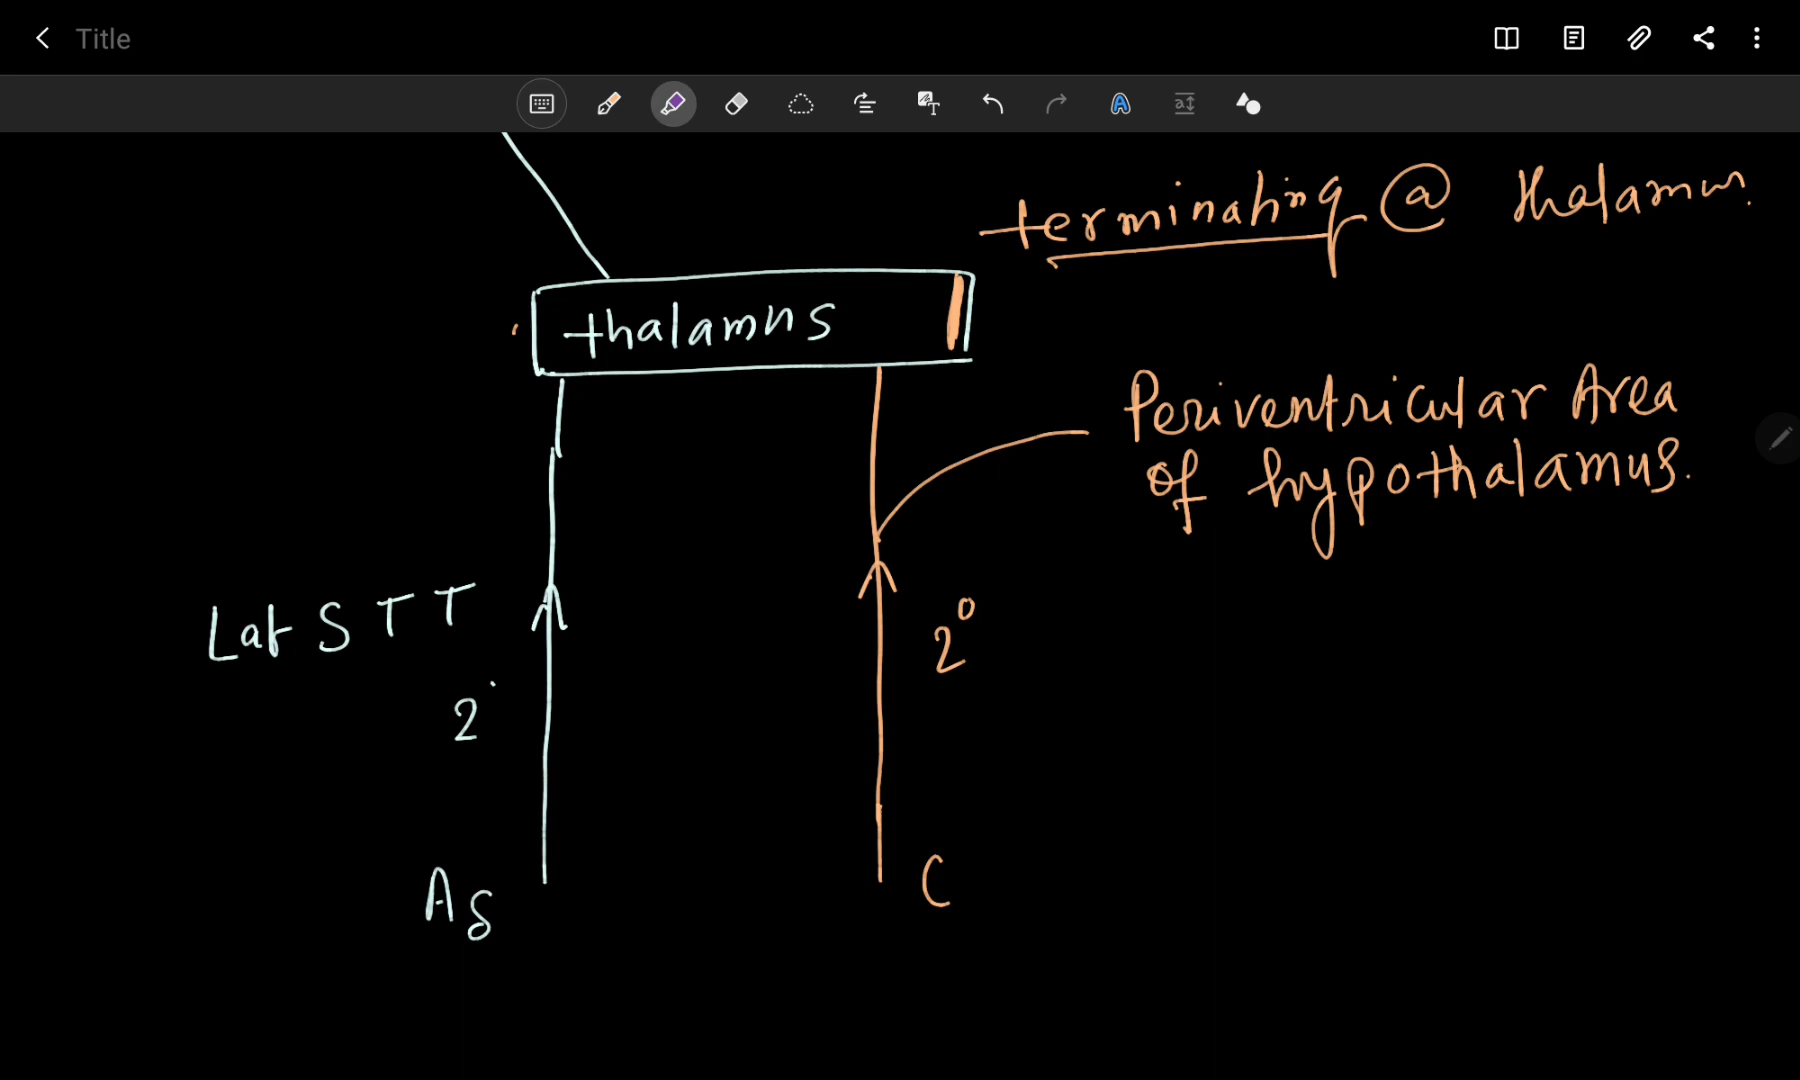 Title
terminating @ thalamus.
thalamus
Periventricular Area
of hypothalamus.
Lat STT
2°
2
Aδ
C